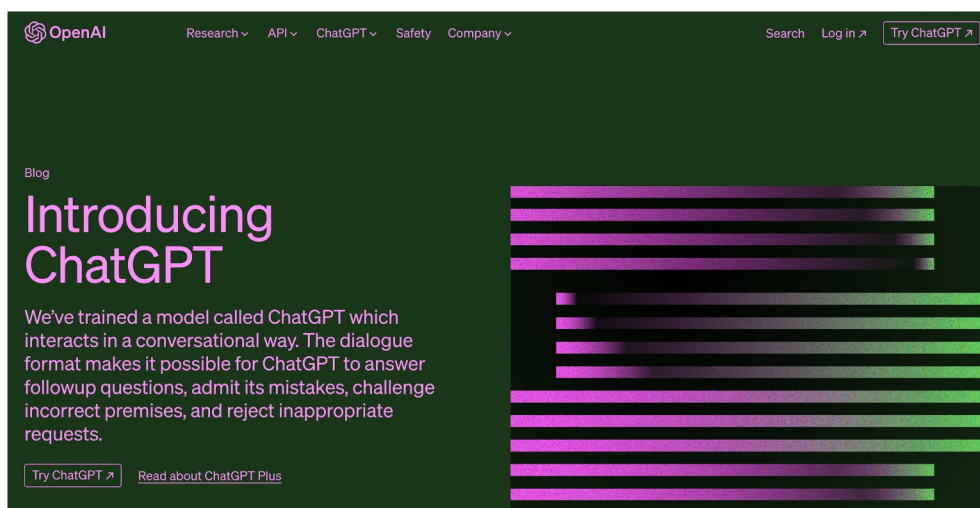 OpenAI
Research API ChatGPT Safety Company Search Log in ↗ Try ChatGPT ↗
Blog
Introducing
ChatGPT
We’ve trained a model called ChatGPT which
interacts in a conversational way. The dialogue
format makes it possible for ChatGPT to answer
followup questions, admit its mistakes, challenge
incorrect premises, and reject inappropriate
requests.
Try ChatGPT ↗ Read about ChatGPT Plus